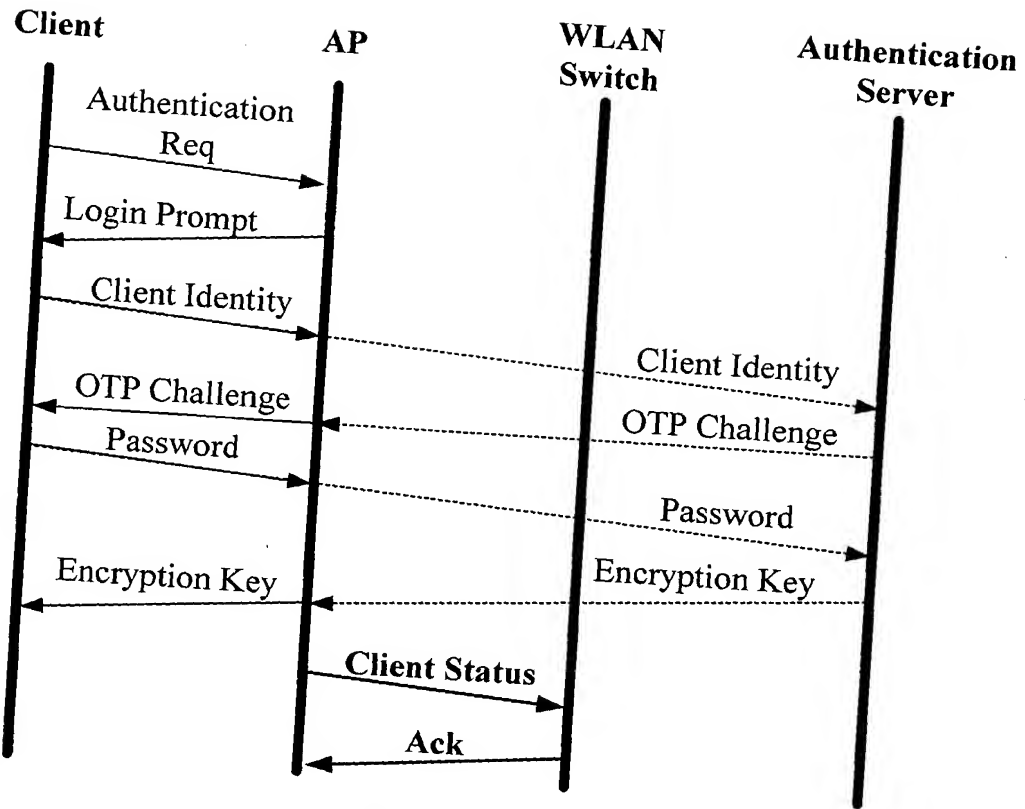 Client
AP
WLAN
Switch
Authentication
Server
Authentication
Req
Login Prompt
Client Identity
Client Identity
OTP Challenge
OTP Challenge
Password
Password
Encryption Key
Encryption Key
Client Status
Ack